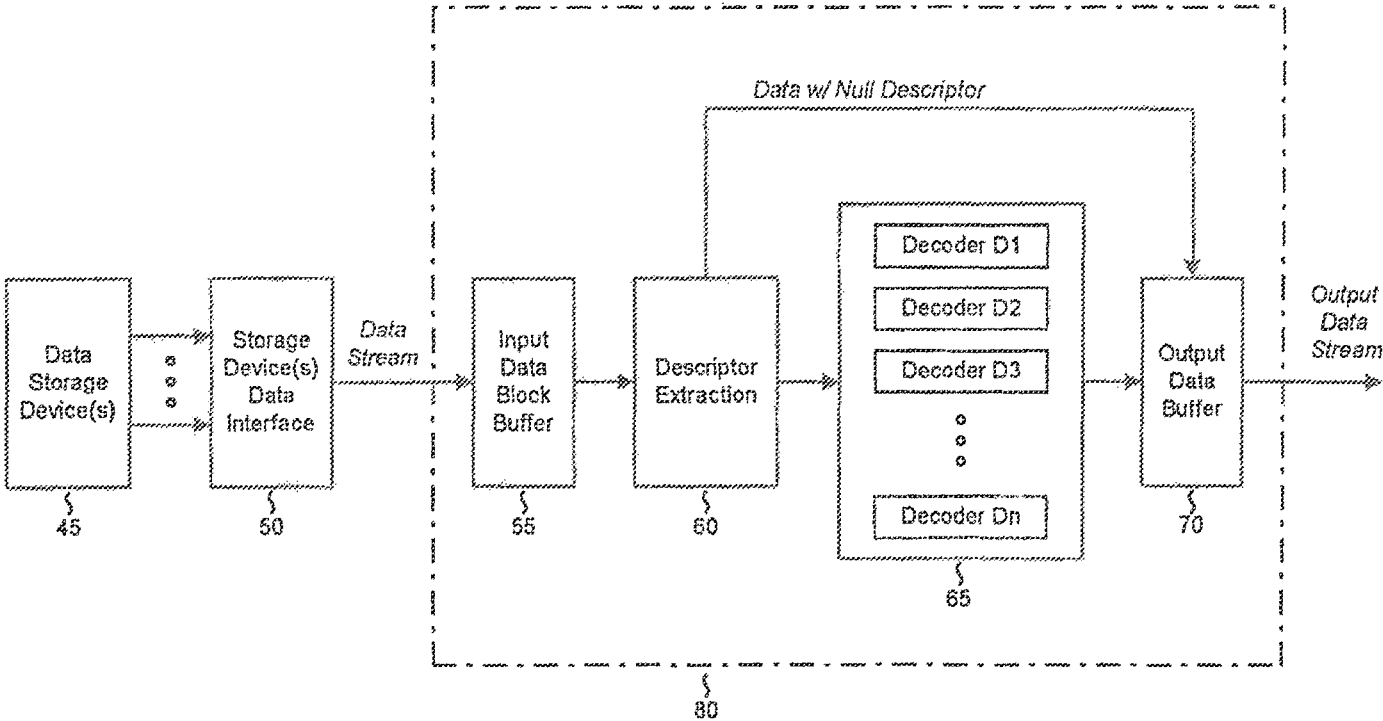 Data w/ Null Descriptor
Data
Storage
Device(s)
45
Storage
Device(s)
Data
Interface
50
Data
Stream
Input
Data
Block
Buffer
55
Descriptor
Extraction
60
Decoder D1
Decoder D2
Decoder D3
Decoder Dn
65
Output
Data
Buffer
70
Output
Data
Stream
80